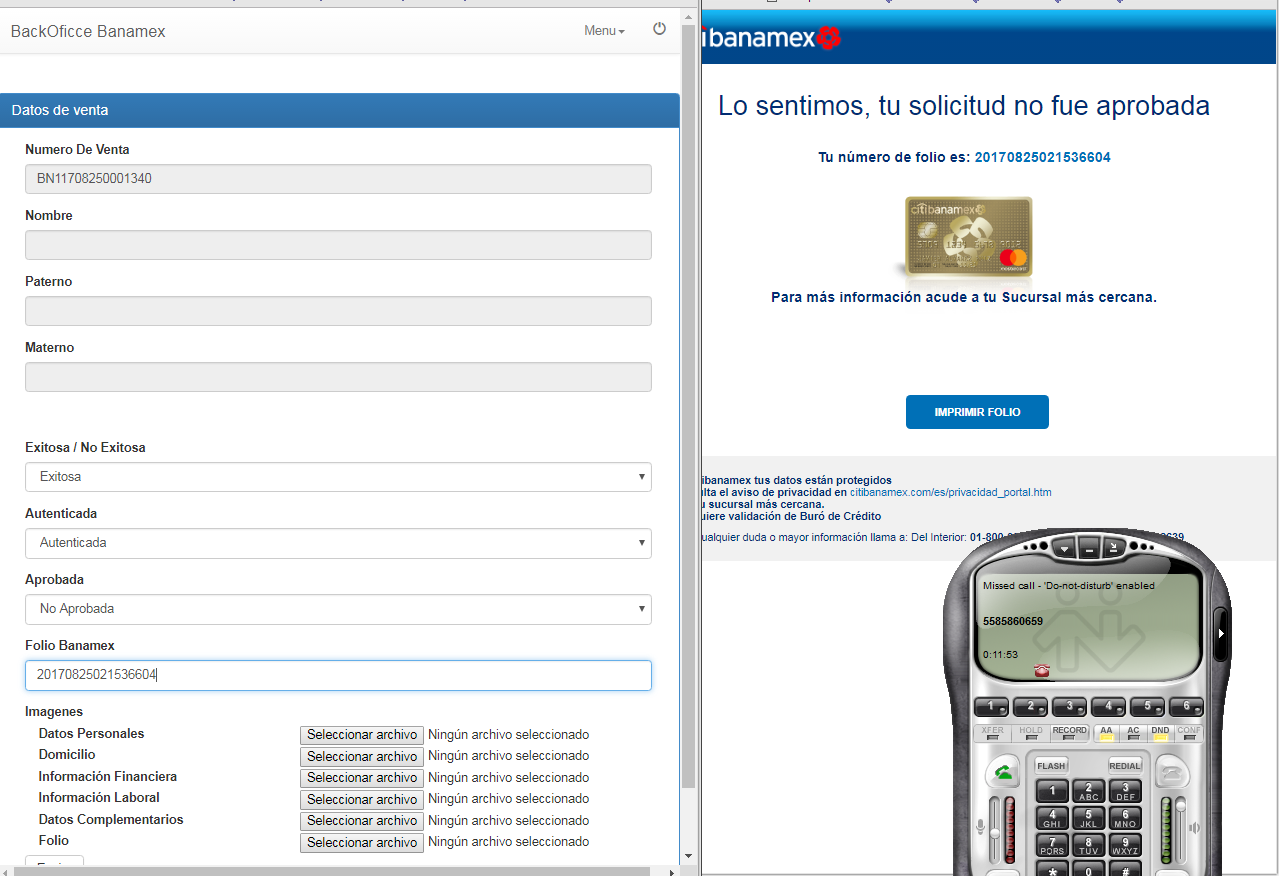 BackOficce Banamex
Menu
Datos de venta
Numero De Venta
BN11708250001340
Nombre
Paterno
Materno
Exitosa / No Exitosa
Exitosa
Autenticada
Autenticada
Aprobada
No Aprobada
Folio Banamex
20170825021536604
Imagenes
Datos Personales Seleccionar archivo Ningún archivo seleccionado
Domicilio Seleccionar archivo Ningún archivo seleccionado
Información Financiera Seleccionar archivo Ningún archivo seleccionado
Información Laboral Seleccionar archivo Ningún archivo seleccionado
Datos Complementarios Seleccionar archivo Ningún archivo seleccionado
Folio Seleccionar archivo Ningún archivo seleccionado
ibanamex
Lo sentimos, tu solicitud no fue aprobada
Tu número de folio es: 20170825021536604
citibanamex
mastercard
Para más información acude a tu Sucursal más cercana.
IMPRIMIR FOLIO
ibanamex tus datos están protegidos
ulta el aviso de privacidad en citibanamex.com/es/privacidad_portal.htm
u sucursal más cercana.
uiere validación de Buró de Crédito
ualquier duda o mayor información llama a: Del Interior: 01-800-
Missed call - 'Do-not-disturb' enabled
5585860659
0:11:53
1 2 3 4 5 6
XFER HOLD RECORD AA AC DND CONF
FLASH REDIAL
1 2 ABC 3 DEF
4 GHI 5 JKL 6 MNO
7 PQRS 8 TUV 9 WXYZ
* 0 #